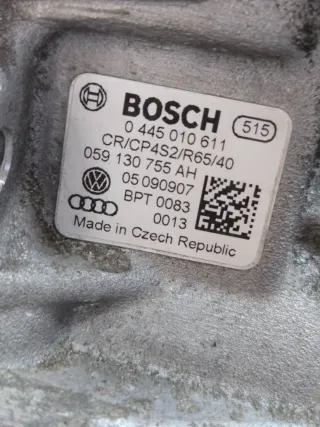 BOSCH 515
0 445 010 611
CR/CP4S2/R65/40
059 130 755 AH
05 090907
BPT 0083
0013
Made in Czech Republic